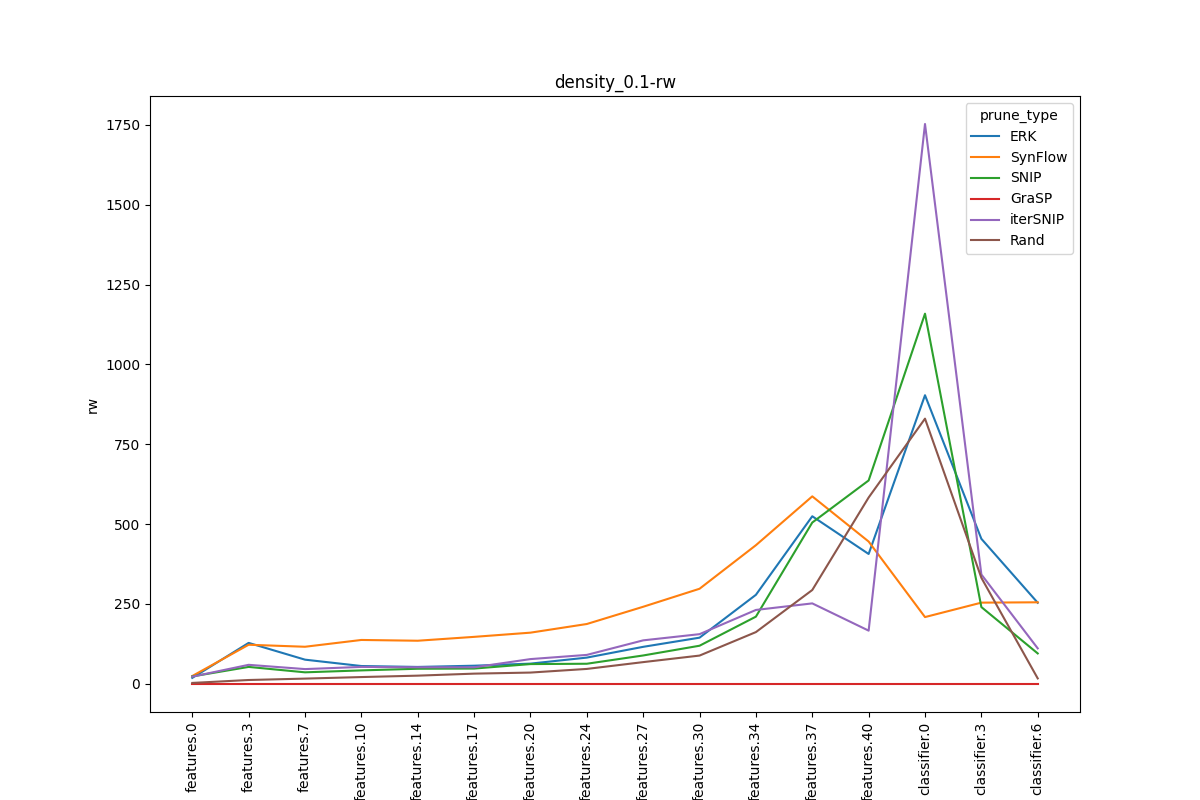 density_0.1-rw
prune_type
ERK
SynFlow
SNIP
GraSP
iterSNIP
Rand
1750
1500
1250
1000
750
500
250
0
rw
features.0
features.3
features.7
features.10
features.14
features.17
features.20
features.24
features.27
features.30
features.34
features.37
features.40
classifier.0
classifier.3
classifier.6